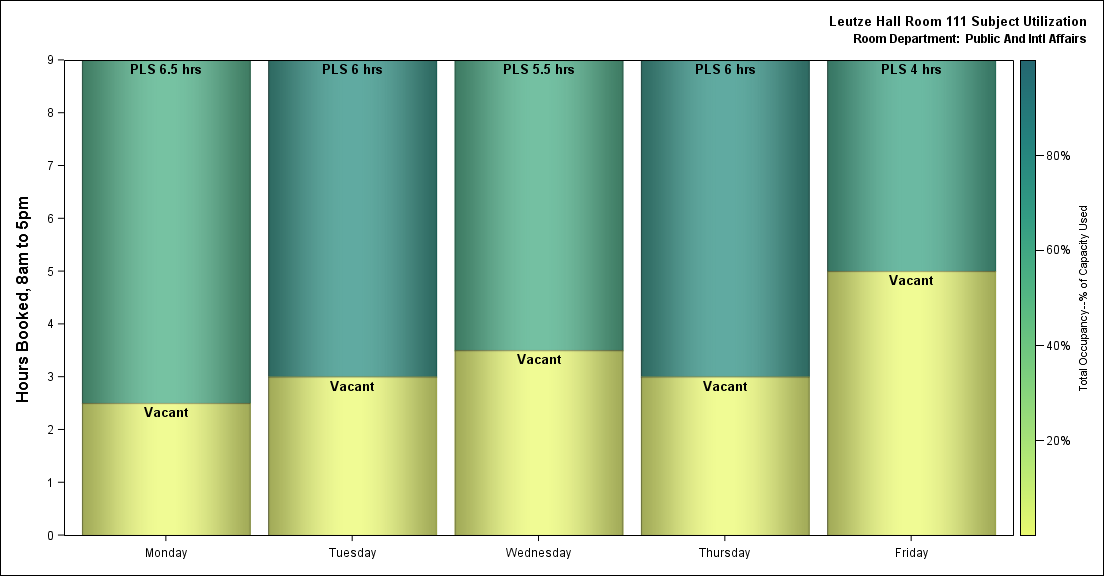 Leutze Hall Room 111 Subject Utilization
Room Department: Public And Intl Affairs
Hours Booked, 8am to 5pm
9
8
7
6
5
4
3
2
1
0
PLS 6.5 hrs
PLS 6 hrs
PLS 5.5 hrs
PLS 6 hrs
PLS 4 hrs
Vacant
Vacant
Vacant
Vacant
Vacant
Monday
Tuesday
Wednesday
Thursday
Friday
80%
60%
40%
20%
Total Occupancy--% of Capacity Used